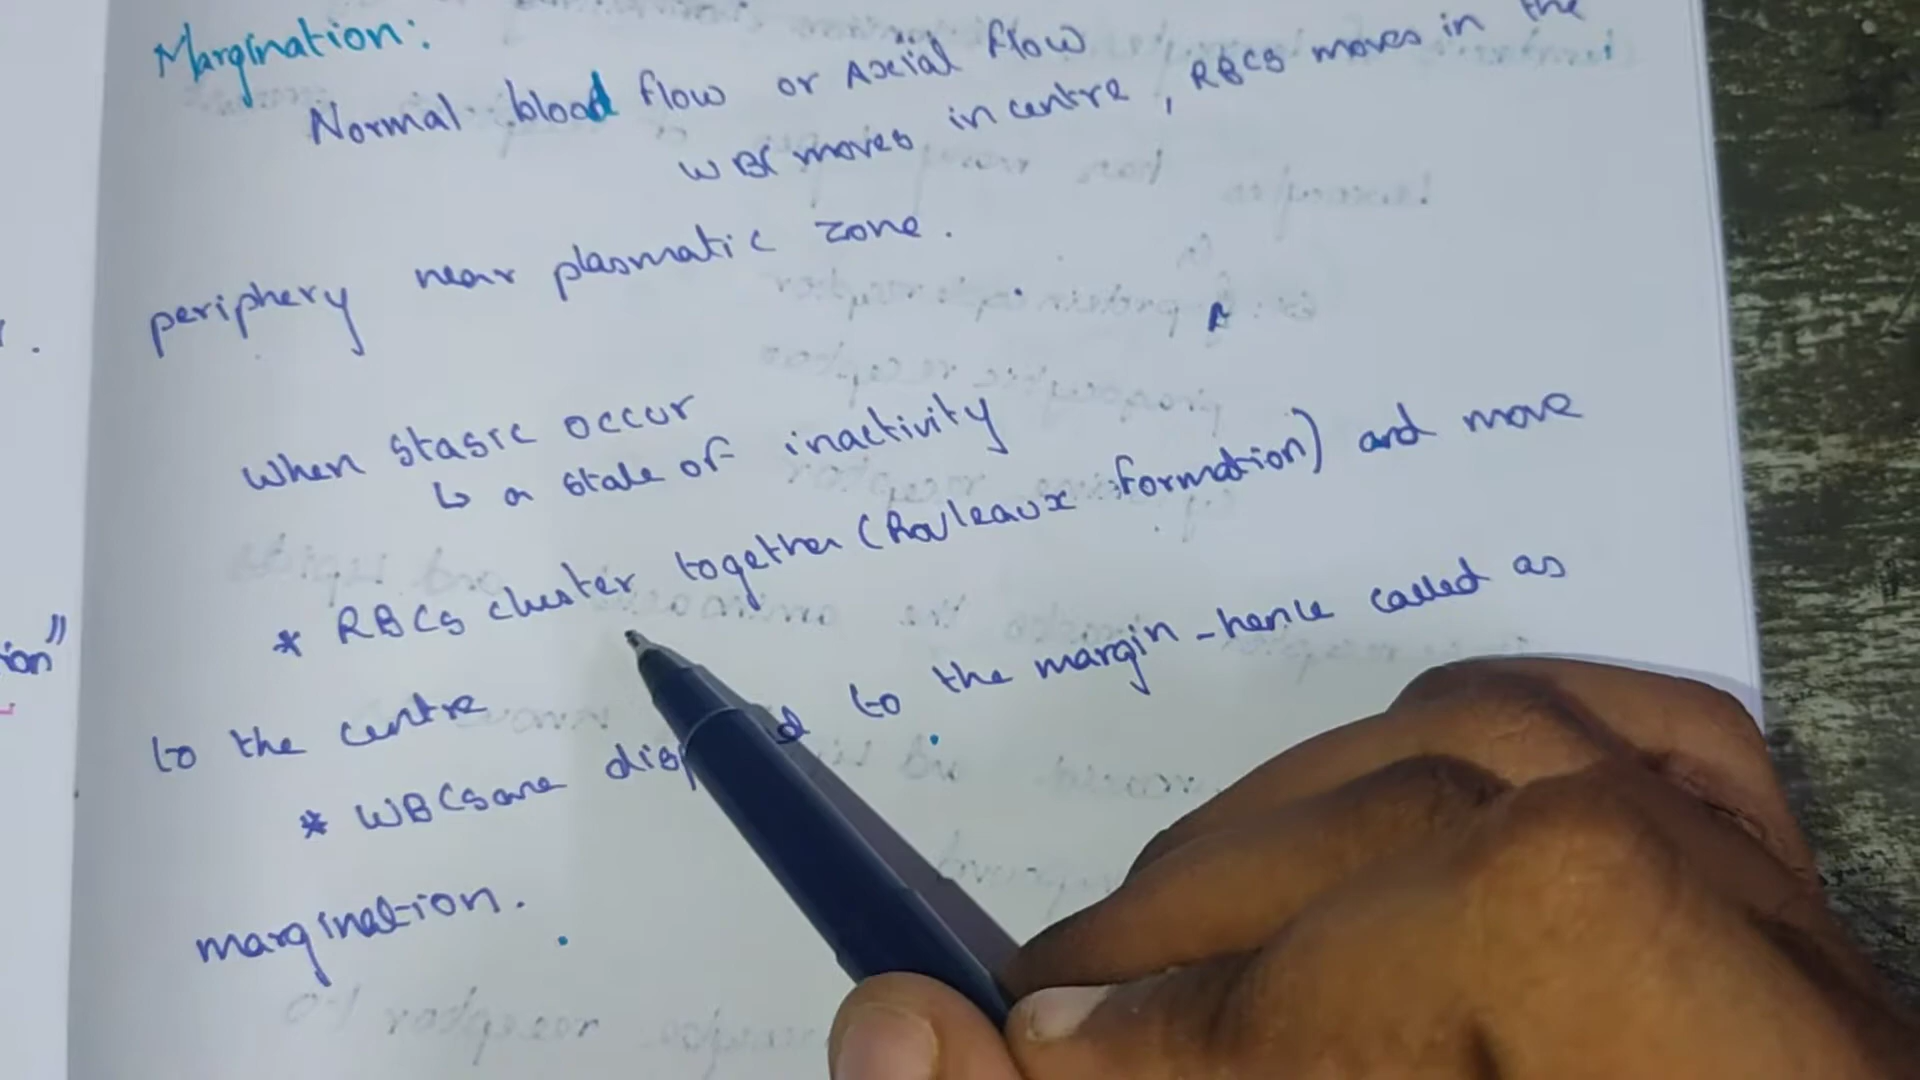 Margination:
Normal blood flow or Axial flow
WBC moves in centre, RBCs moves in the
periphery near plasmatic zone.
When stasic occur
↳ a state of inactivity
* RBCs cluster together (Rouleaux formation) and move
to the centre
* WBCs are to the margin - hence called as
margination.
ion"